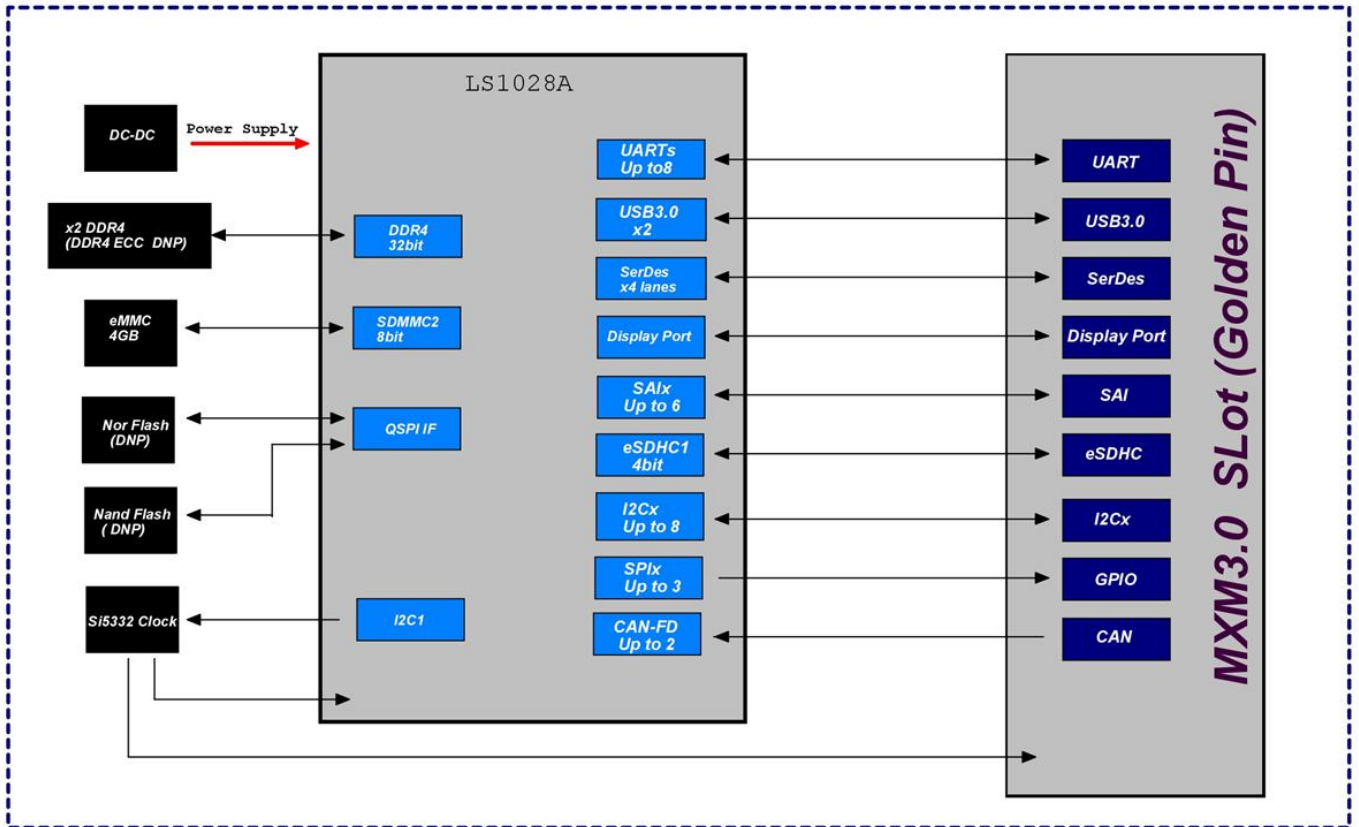 LS1028A
DC-DC
Power Supply
x2 DDR4
(DDR4 ECC DNP)
eMMC
4GB
Nor Flash
(DNP)
Nand Flash
( DNP)
Si5332 Clock
DDR4
32bit
SDMMC2
8bit
QSPI IF
I2C1
UARTs
Up to8
USB3.0
x2
SerDes
x4 lanes
Display Port
SAIx
Up to 6
eSDHC1
4bit
I2Cx
Up to 8
SPIx
Up to 3
CAN-FD
Up to 2
UART
USB3.0
SerDes
Display Port
SAI
eSDHC
I2Cx
GPIO
CAN
MXM3.0 SLot (Golden Pin)